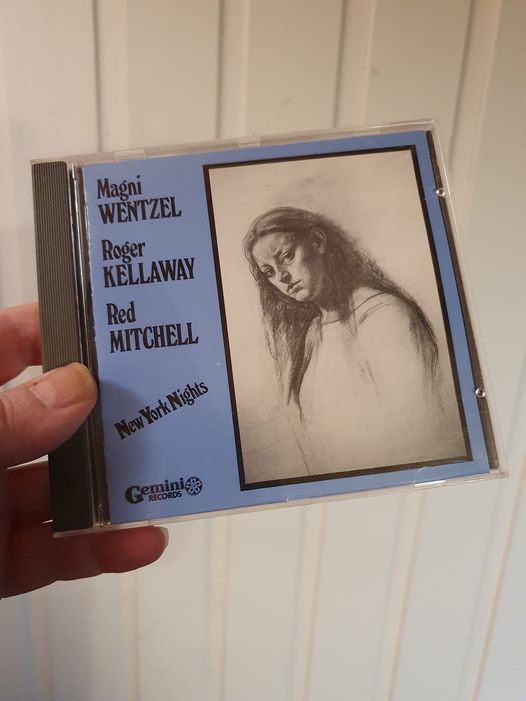 Magni
WENTZEL
Roger
KELLAWAY
Red
MITCHELL
New York Nights
Gemini
RECORDS